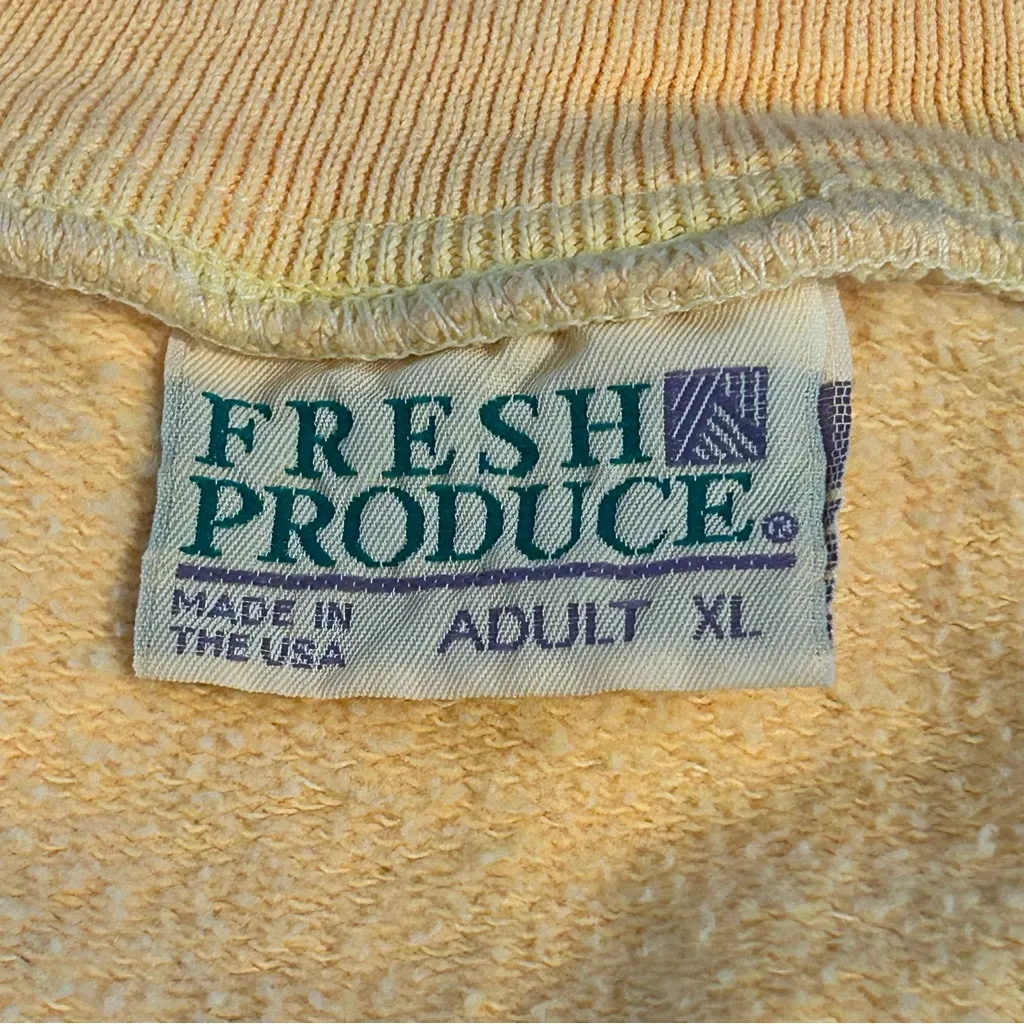 FRESH
PRODUCE®
MADE IN
THE USA
ADULT XL